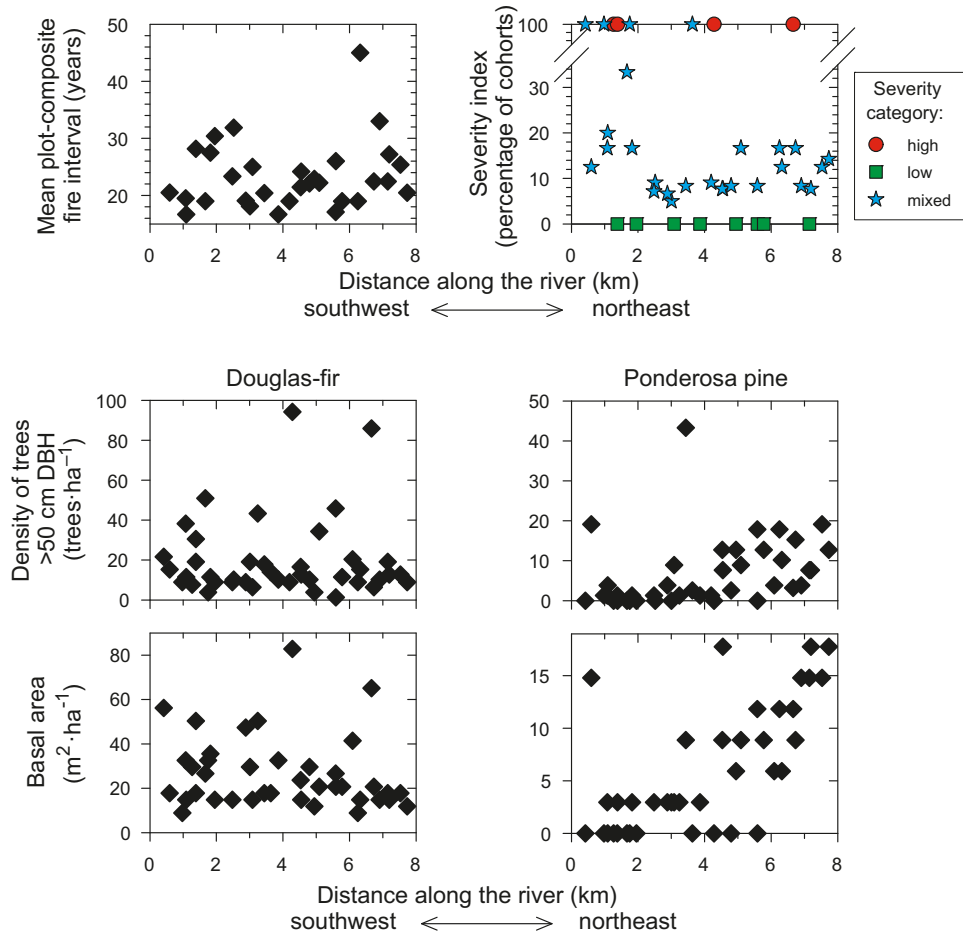 Mean plot-composite
fire interval (years)
50
40
30
20
0 2 4 6 8
Severity index
(percentage of cohorts)
100
30
20
10
0
0 2 4 6 8
Severity
category:
high
low
mixed
Distance along the river (km)
southwest northeast
Douglas-fir
Ponderosa pine
Density of trees
>50 cm DBH
(trees·ha⁻¹)
100
80
60
40
20
0
50
40
30
20
10
0
Basal area
(m²·ha⁻¹)
80
60
40
20
0
0 2 4 6 8
15
10
5
0
0 2 4 6 8
Distance along the river (km)
southwest northeast